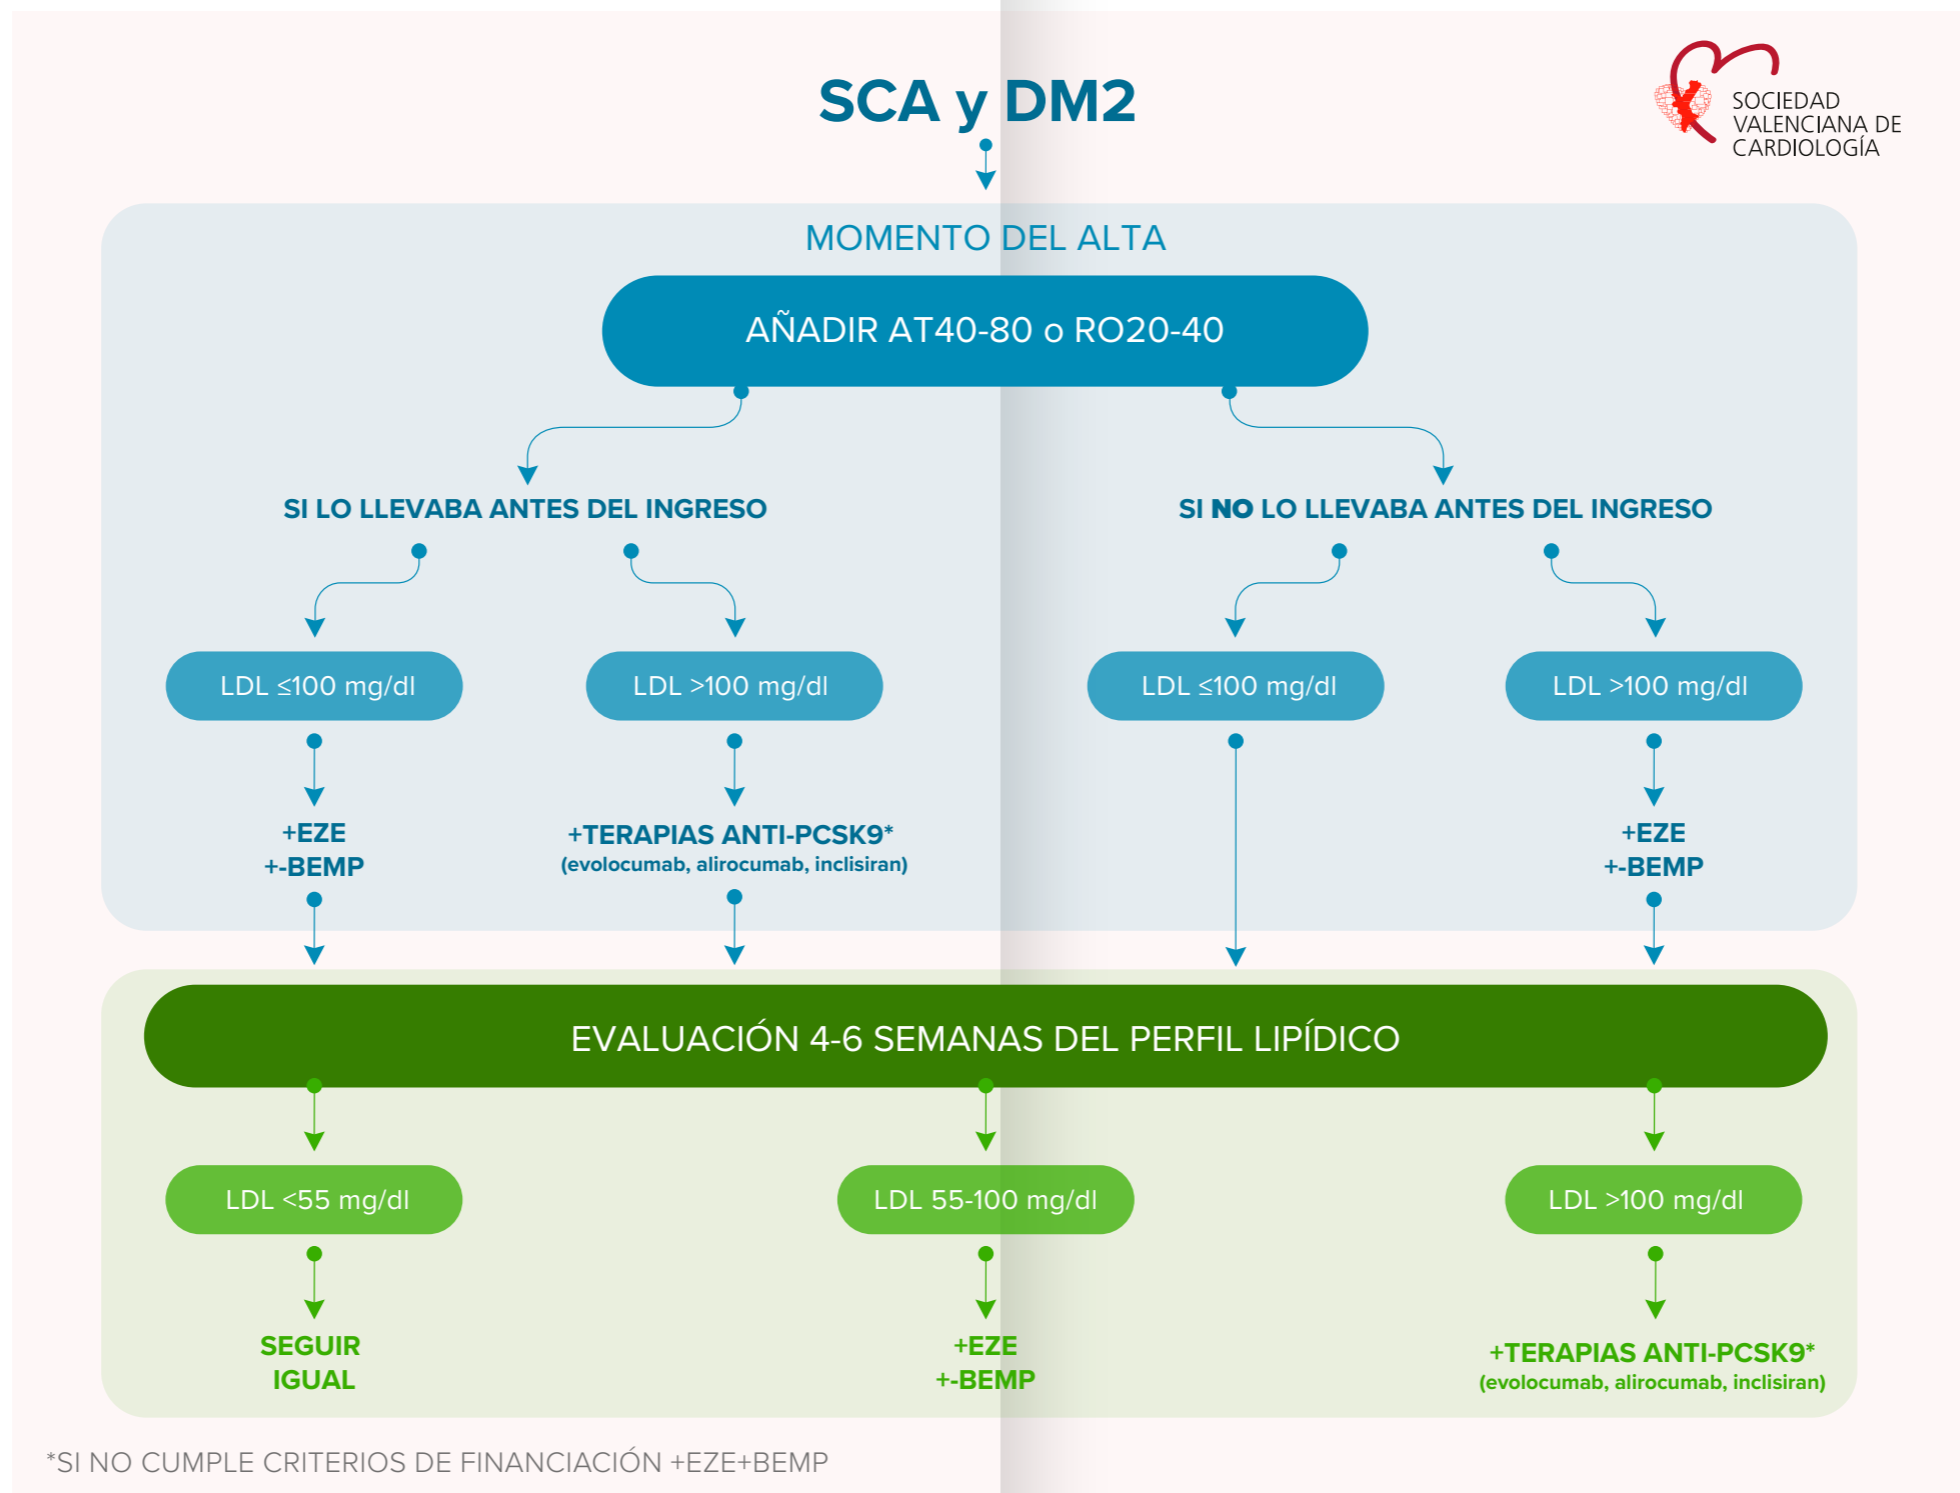 SCA y DM2
SOCIEDAD
VALENCIANA DE
CARDIOLOGÍA
MOMENTO DEL ALTA
AÑADIR AT40-80 o RO20-40
SI LO LLEVABA ANTES DEL INGRESO
SI NO LO LLEVABA ANTES DEL INGRESO
LDL ≤100 mg/dl
LDL >100 mg/dl
LDL ≤100 mg/dl
LDL >100 mg/dl
+EZE
+-BEMP
+TERAPIAS ANTI-PCSK9*
(evolocumab, alirocumab, inclisiran)
+EZE
+-BEMP
EVALUACIÓN 4-6 SEMANAS DEL PERFIL LIPÍDICO
LDL <55 mg/dl
LDL 55-100 mg/dl
LDL >100 mg/dl
SEGUIR
IGUAL
+EZE
+-BEMP
+TERAPIAS ANTI-PCSK9*
(evolocumab, alirocumab, inclisiran)
*SI NO CUMPLE CRITERIOS DE FINANCIACIÓN +EZE+BEMP